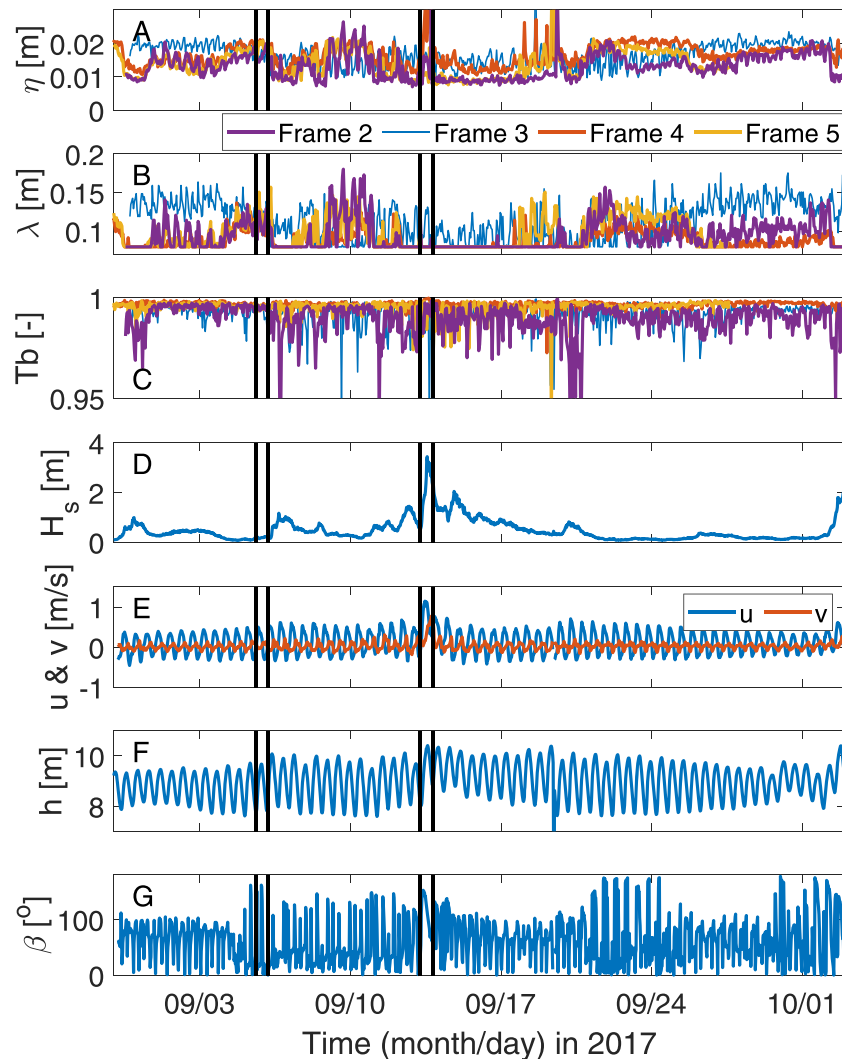 A
η [m]
0.02
0.01
0
Frame 2 Frame 3 Frame 4 Frame 5
B
λ [m]
0.2
0.15
0.1
C
Tb [-]
1
0.95
D
Hs [m]
4
2
0
E
u & v [m/s]
1
0
-1
u v
F
h [m]
10
8
G
β [o]
100
0
09/03 09/10 09/17 09/24 10/01
Time (month/day) in 2017